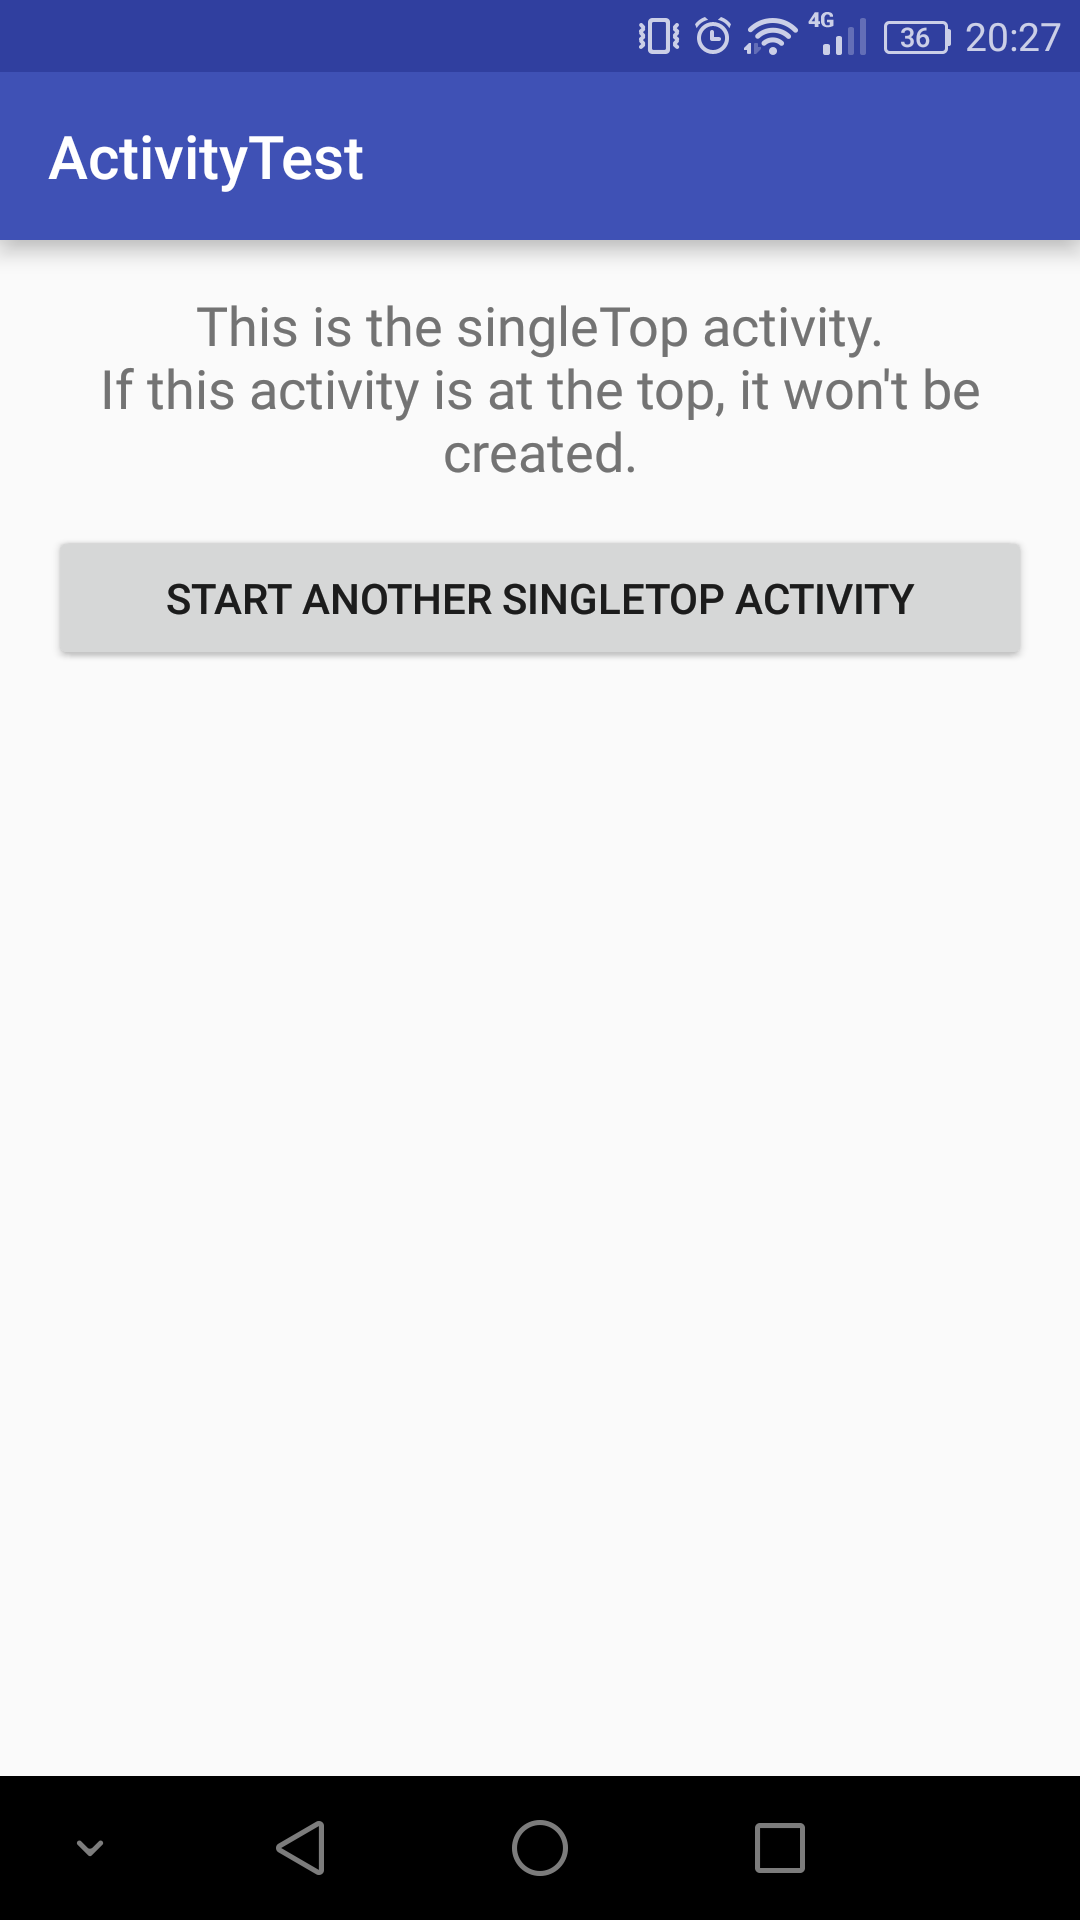 4G 36 20:27
ActivityTest
This is the singleTop activity.
If this activity is at the top, it won't be
created.
START ANOTHER SINGLETOP ACTIVITY